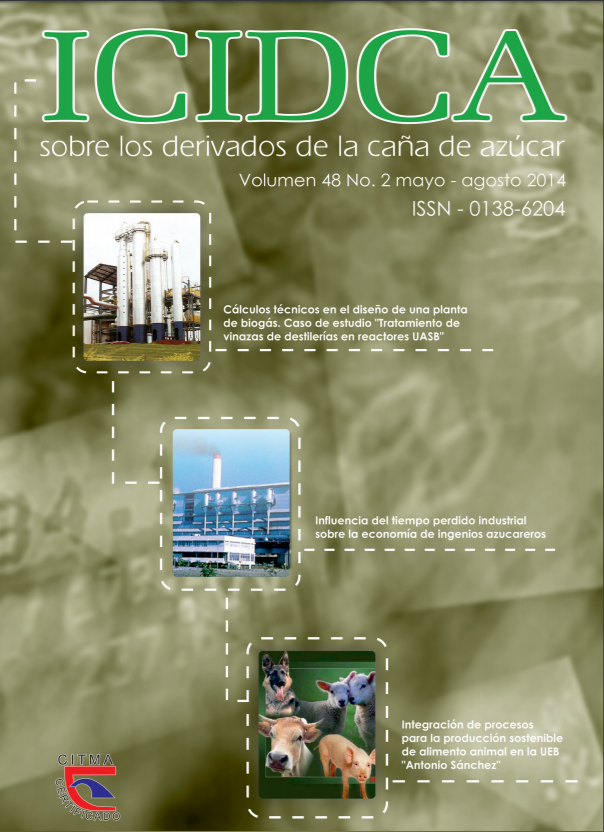 ICIDCA
sobre los derivados de la caña de azúcar
Volumen 48 No. 2 mayo - agosto 2014
ISSN - 0138-6204
Cálculos técnicos en el diseño de una planta
de biogás. Caso de estudio "Tratamiento de
vinazas de destilerías en reactores UASB"
Influencia del tiempo perdido industrial
sobre la economía de ingenios azucareros
Integración de procesos
para la producción sostenible
de alimento animal en la UEB
"Antonio Sánchez"
CITMA
CERTIFICADO